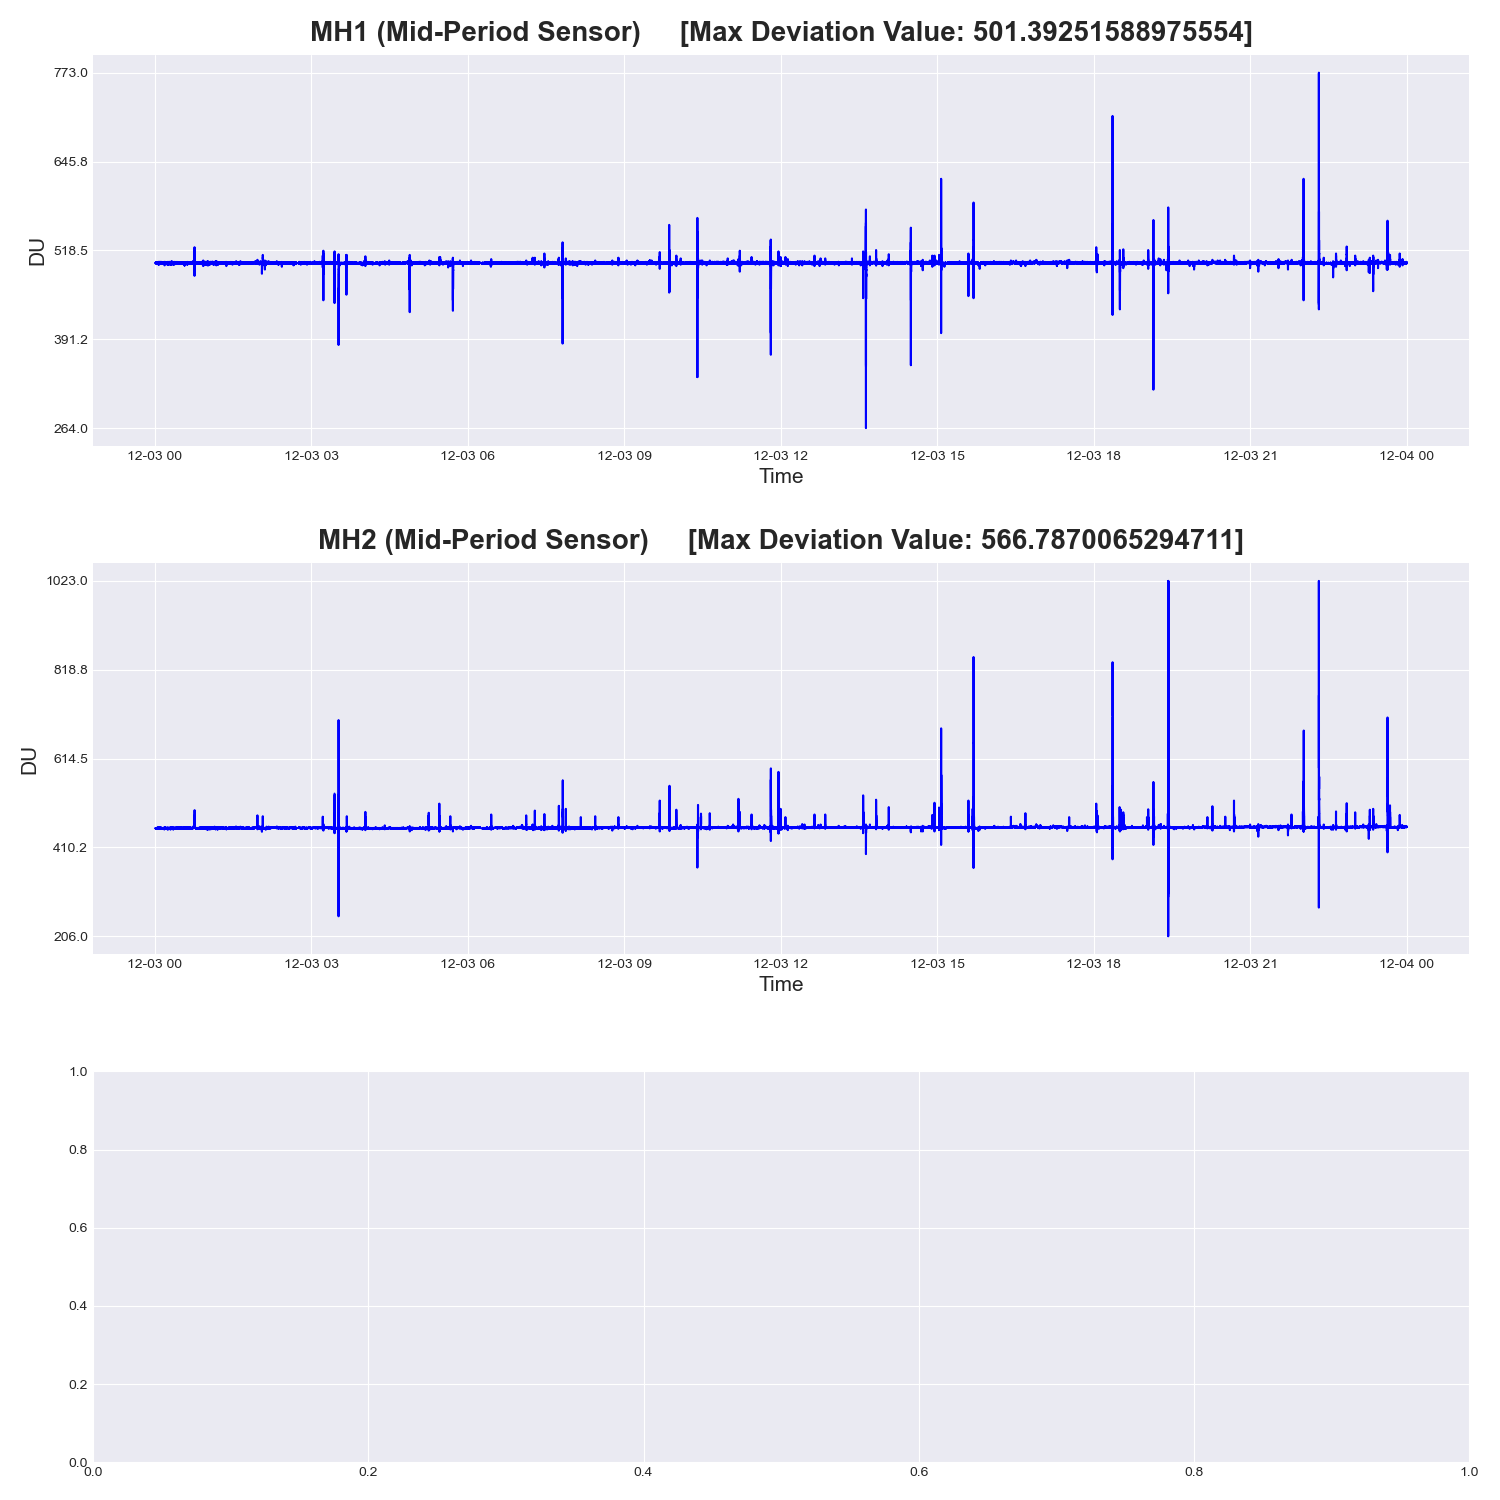 MH1 (Mid-Period Sensor)     [Max Deviation Value: 501.39251588975554]
773.0
645.8
518.5
391.2
264.0
DU
12-03 00 12-03 03 12-03 06 12-03 09 12-03 12 12-03 15 12-03 18 12-03 21 12-04 00
Time
MH2 (Mid-Period Sensor)     [Max Deviation Value: 566.7870065294711]
1023.0
818.8
614.5
410.2
206.0
DU
12-03 00 12-03 03 12-03 06 12-03 09 12-03 12 12-03 15 12-03 18 12-03 21 12-04 00
Time
1.0
0.8
0.6
0.4
0.2
0.0
0.0 0.2 0.4 0.6 0.8 1.0